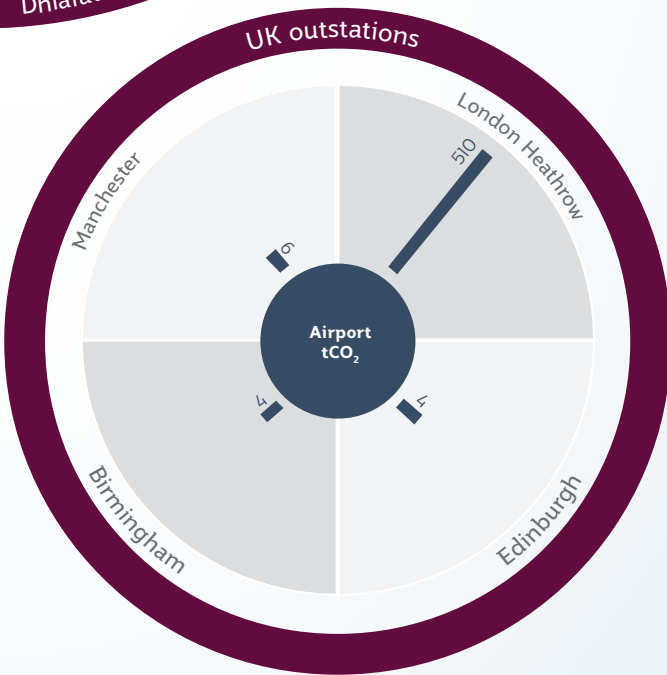 UK outstations
Manchester
London Heathrow
510
6
Airport
tCO₂
4
4
Birmingham
Edinburgh